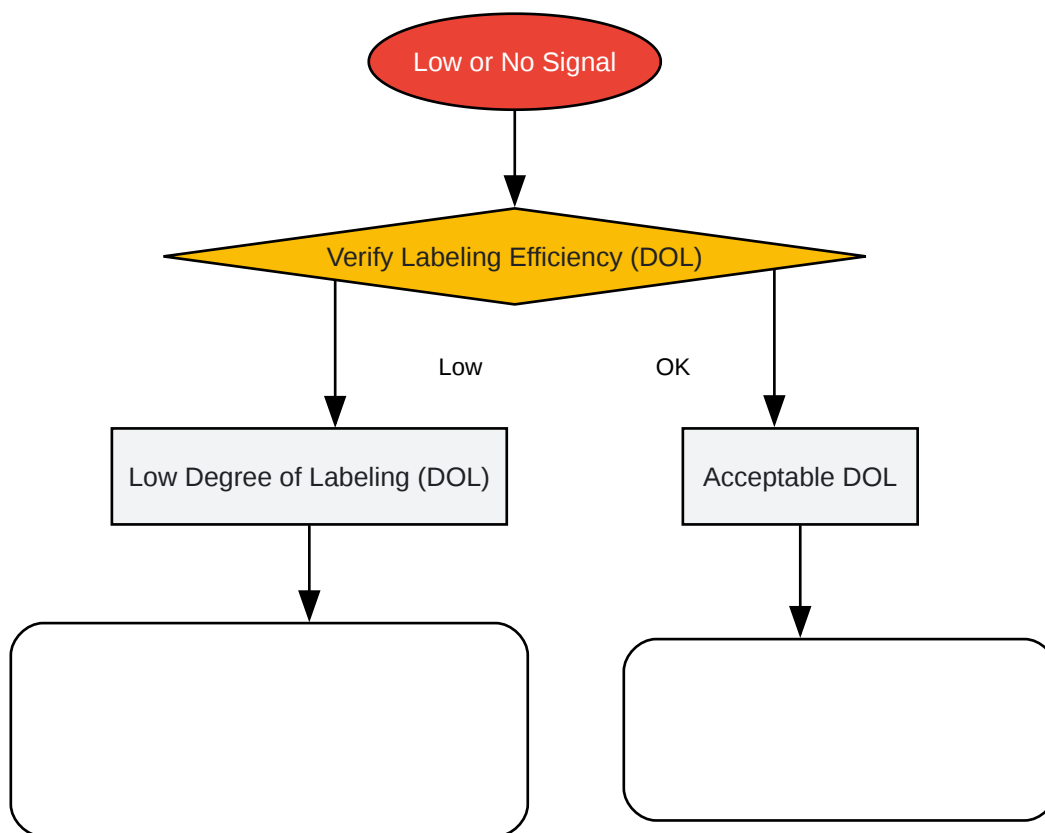 Low or No Signal
Verify Labeling Efficiency (DOL)
Low
OK
Low Degree of Labeling (DOL)
Acceptable DOL